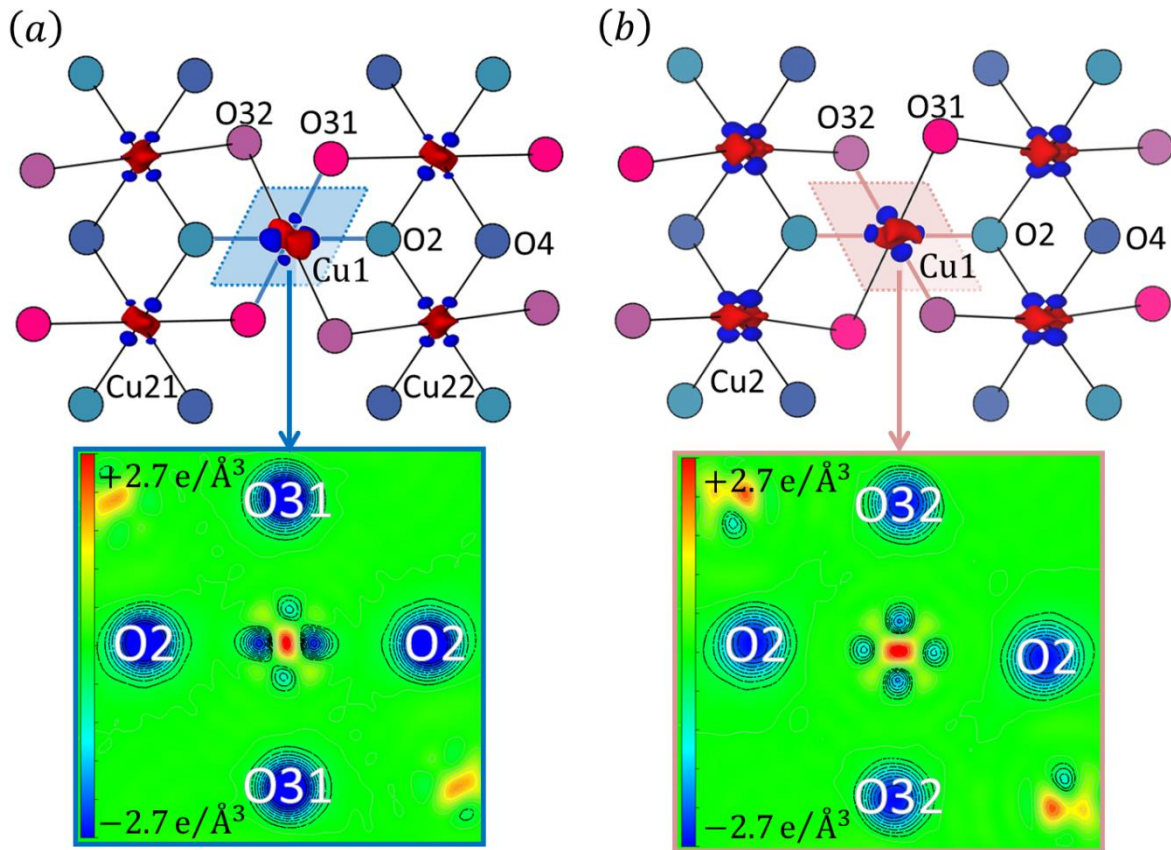 (a)
(b)
O32
O31
O2
O4
Cu1
Cu21
Cu22
O32
O31
O2
O4
Cu1
Cu2
+2.7 e/Å³
O31
O2
O2
O31
−2.7 e/Å³
+2.7 e/Å³
O32
O2
O2
O32
−2.7 e/Å³